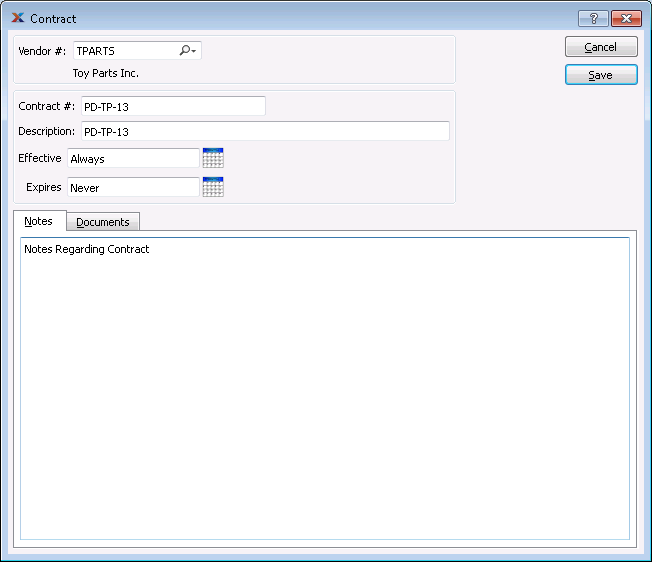 Contract
?
Vendor #: TPARTS
Toy Parts Inc.
Cancel
Save
Contract #: PD-TP-13
Description: PD-TP-13
Effective Always
Expires Never
Notes Documents
Notes Regarding Contract